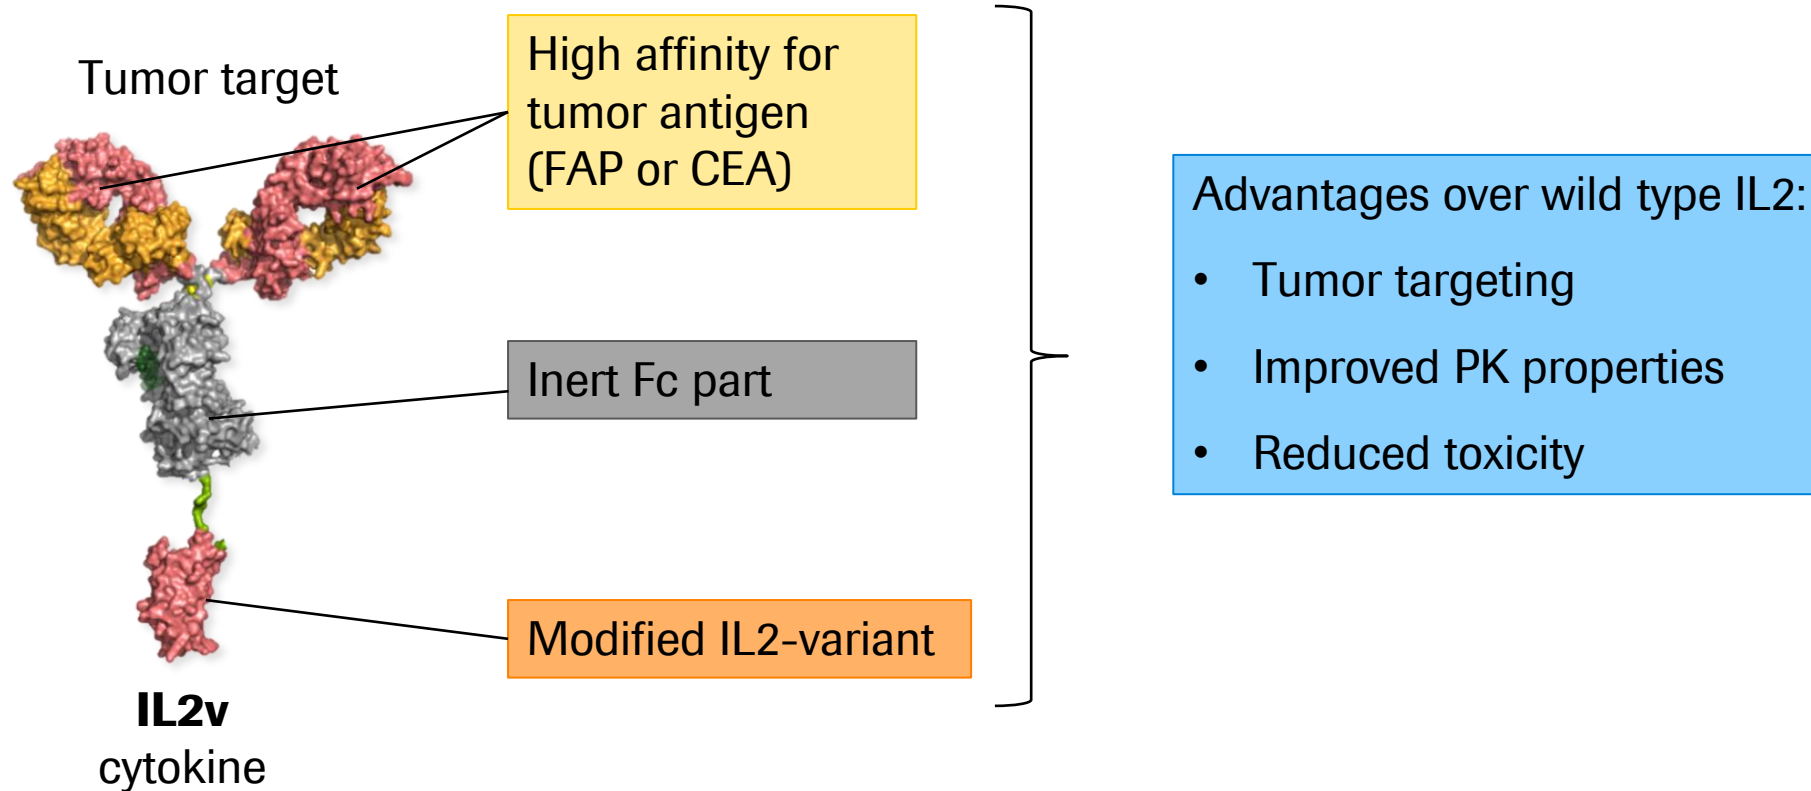 Tumor target
High affinity for
tumor antigen
(FAP or CEA)
Inert Fc part
Modified IL2-variant
IL2v
cytokine
Advantages over wild type IL2:
• Tumor targeting
• Improved PK properties
• Reduced toxicity